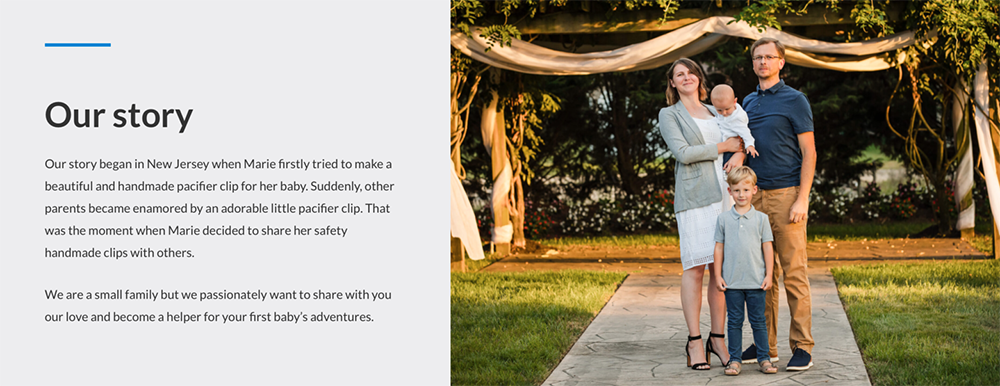 Our story
Our story began in New Jersey when Marie firstly tried to make a
beautiful and handmade pacifier clip for her baby. Suddenly, other
parents became enamored by an adorable little pacifier clip. That
was the moment when Marie decided to share her safety
handmade clips with others.
We are a small family but we passionately want to share with you
our love and become a helper for your first baby’s adventures.